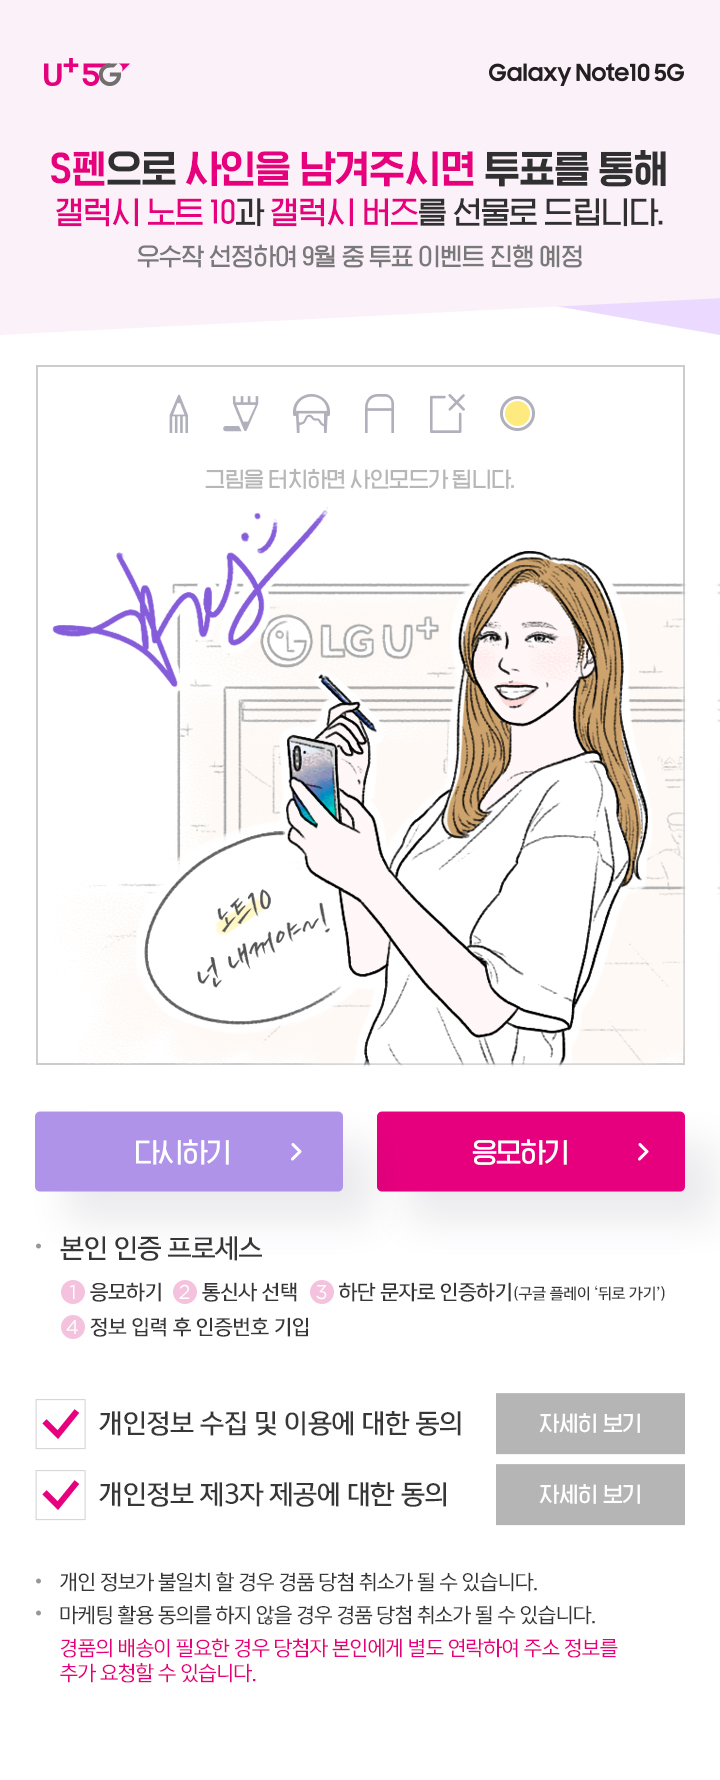 U+ 5G
Galaxy Note10 5G
S펜으로 사인을 남겨주시면 투표를 통해
갤럭시 노트 10과 갤럭시 버즈를 선물로 드립니다.
우수작 선정하여 9월 중 투표 이벤트 진행 예정
그림을 터치하면 사인모드가 됩니다.
LG U+
노트10
넌 내꺼야~!
다시하기
응모하기
• 본인 인증 프로세스
1 응모하기 2 통신사 선택 3 하단 문자로 인증하기(구글 플레이 ‘뒤로 가기’)
4 정보 입력 후 인증번호 기입
개인정보 수집 및 이용에 대한 동의
자세히 보기
개인정보 제3자 제공에 대한 동의
자세히 보기
• 개인 정보가 불일치 할 경우 경품 당첨 취소가 될 수 있습니다.
• 마케팅 활용 동의를 하지 않을 경우 경품 당첨 취소가 될 수 있습니다.
경품의 배송이 필요한 경우 당첨자 본인에게 별도 연락하여 주소 정보를
추가 요청할 수 있습니다.